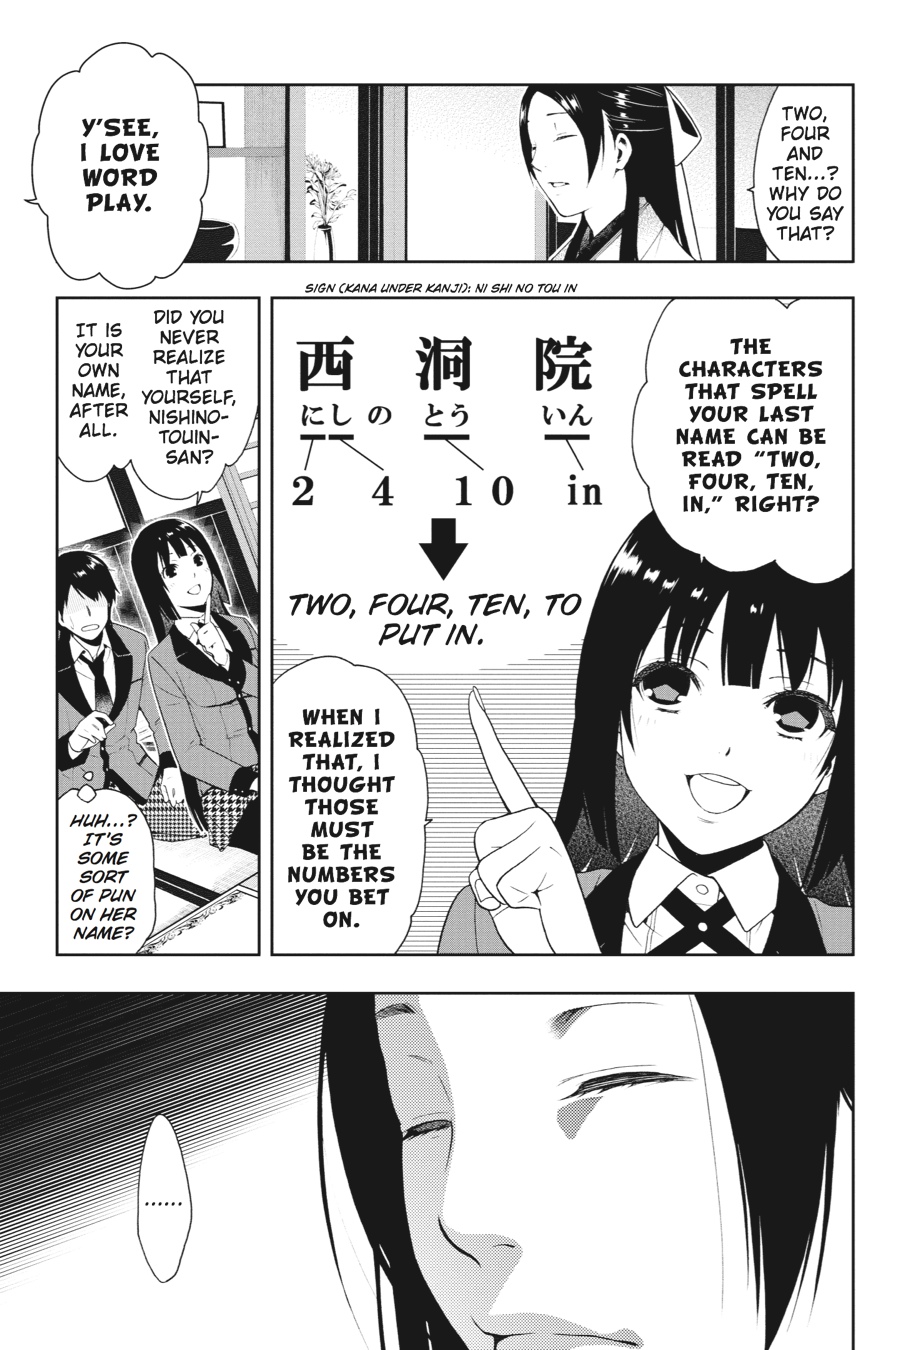 TWO,
FOUR
AND
TEN...?
WHY DO
YOU SAY
THAT?
Y'SEE,
I LOVE
WORD
PLAY.
SIGN (KANA UNDER KANJI): NI SHI NO TOU IN
THE
CHARACTERS
THAT SPELL
YOUR LAST
NAME CAN BE
READ "TWO,
FOUR, TEN,
IN," RIGHT?
西 洞 院
にしの とう いん
2 4 10 in
TWO, FOUR, TEN, TO
PUT IN.
WHEN I
REALIZED
THAT, I
THOUGHT
THOSE
MUST
BE THE
NUMBERS
YOU BET
ON.
DID YOU
NEVER
REALIZE
THAT
YOURSELF,
NISHINO-
TOUIN-
SAN?
IT IS
YOUR
OWN
NAME,
AFTER
ALL.
HUH...?
IT'S
SOME
SORT
OF PUN
ON HER
NAME?
......